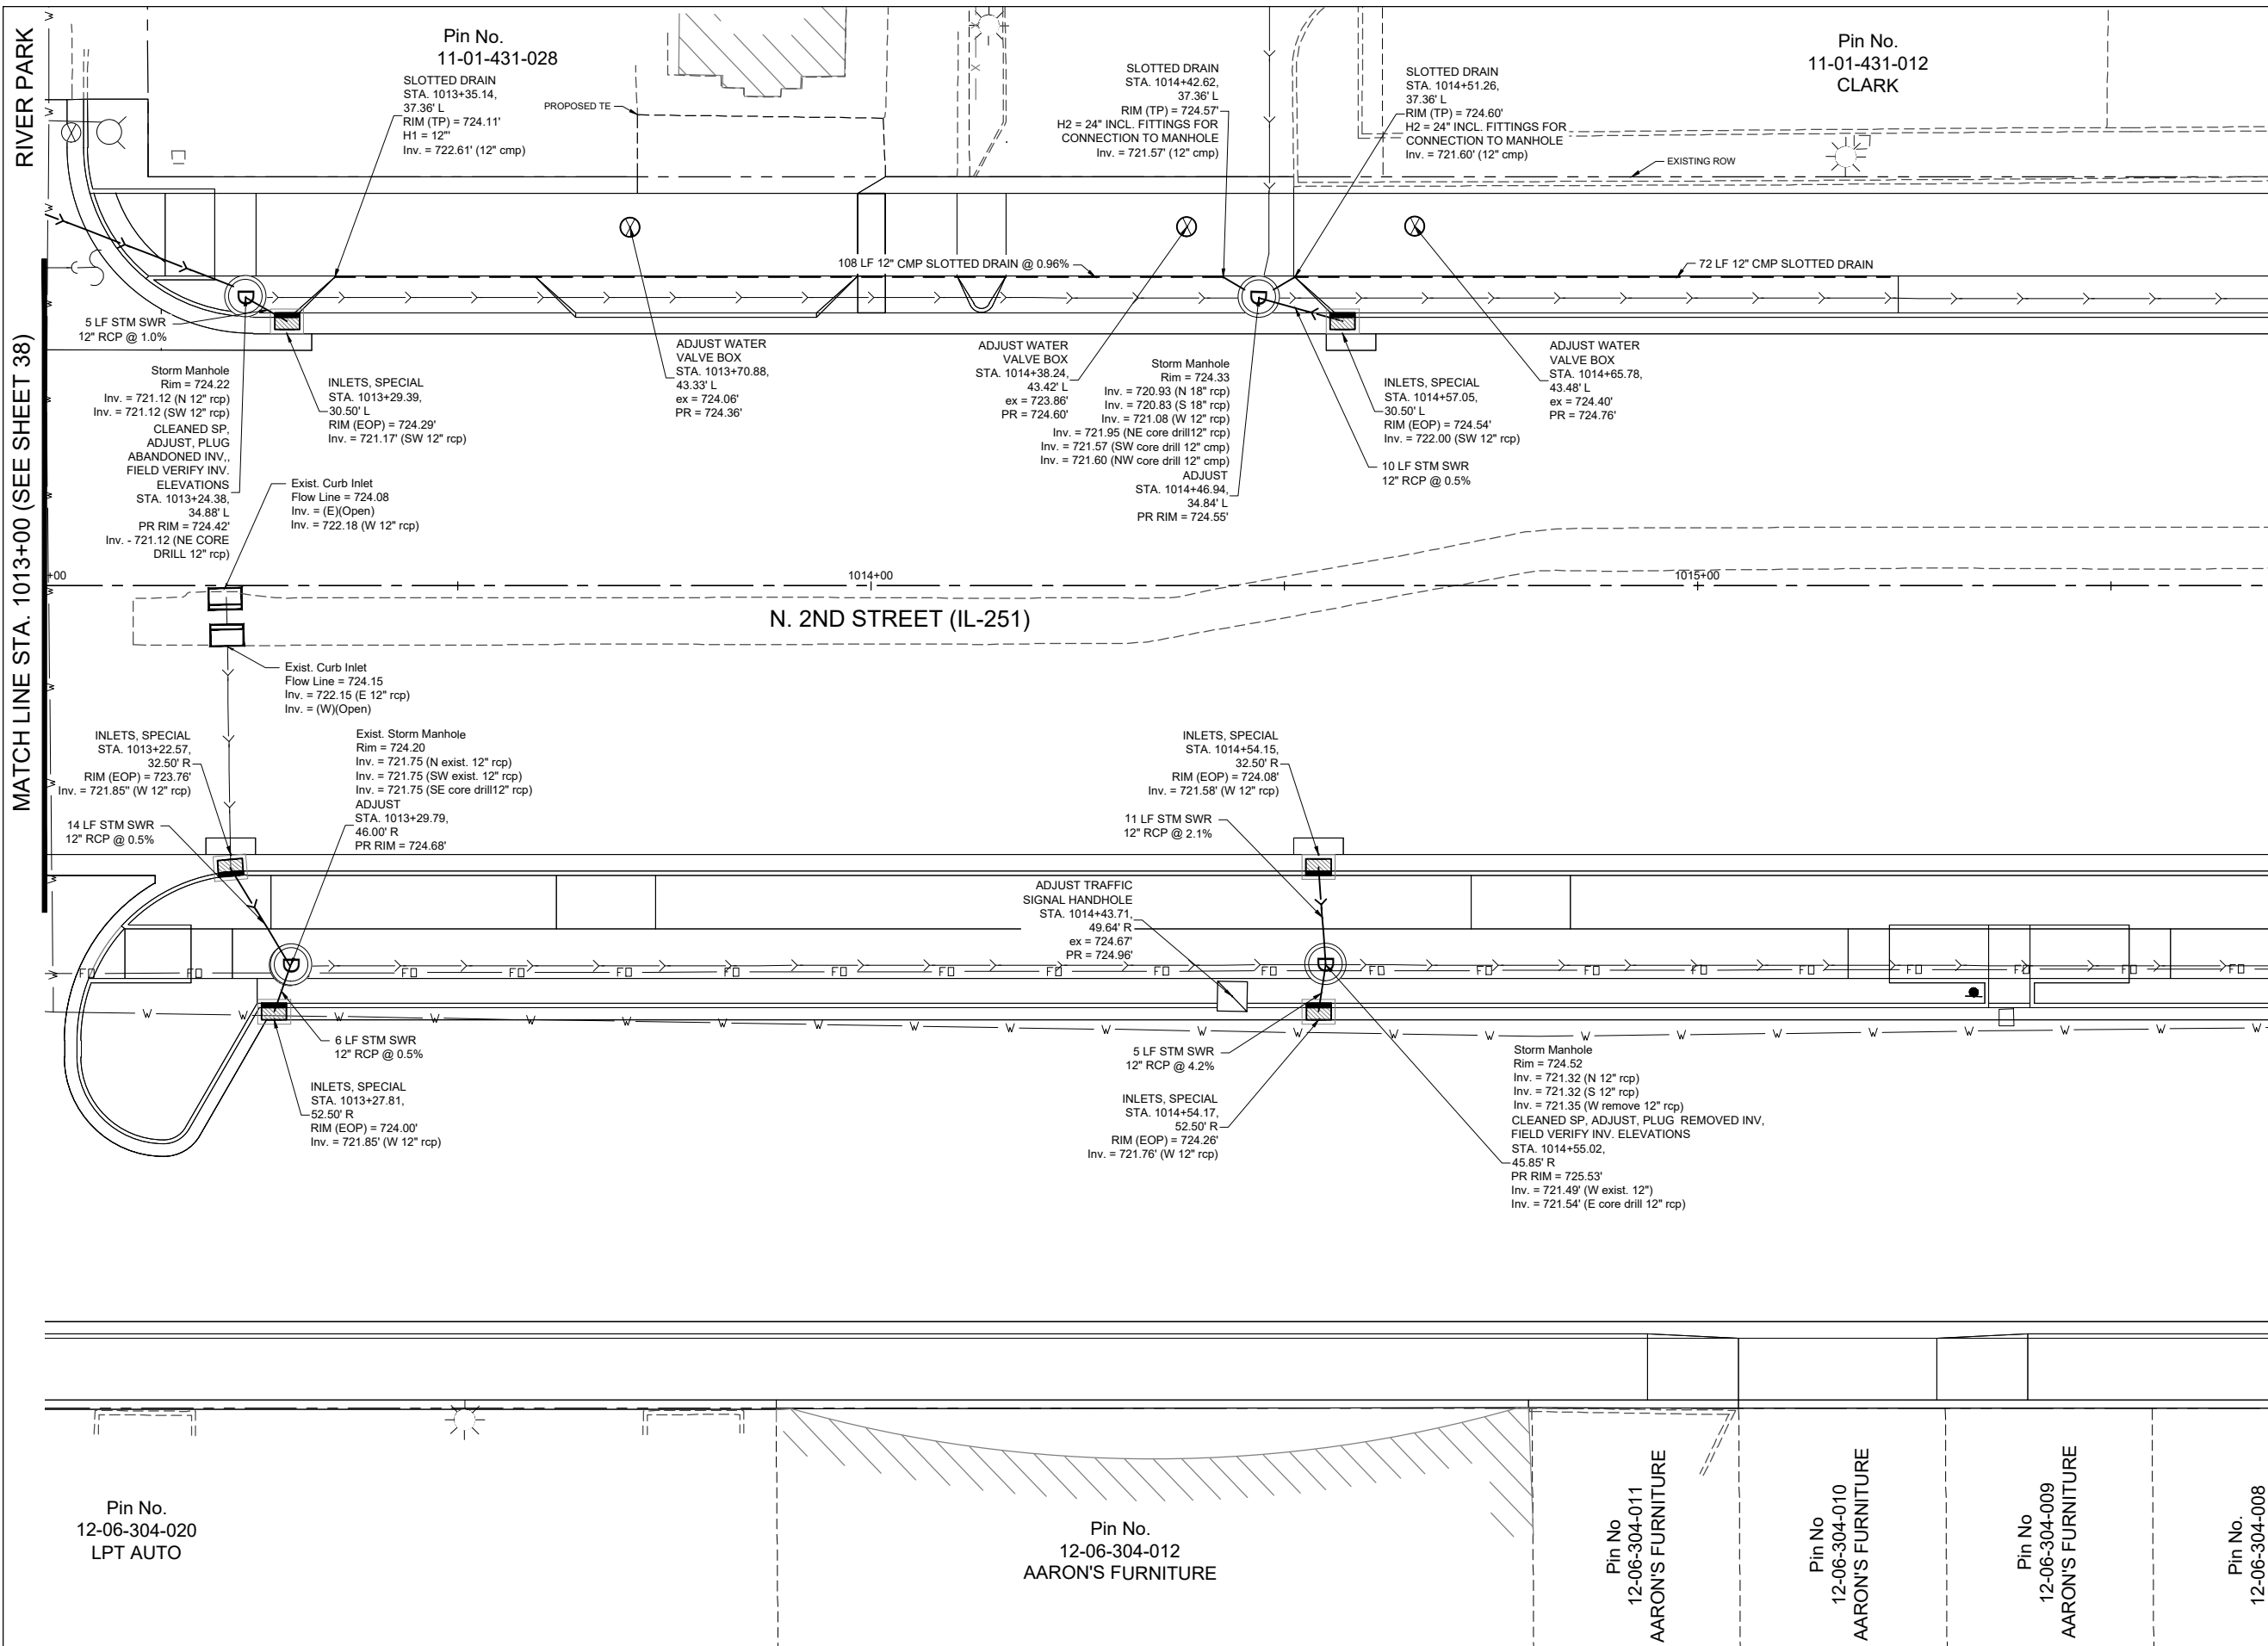 RIVER PARK
MATCH LINE STA. 1013+00 (SEE SHEET 38)
Pin No.
11-01-431-028
SLOTTED DRAIN
STA. 1013+35.14,
37.36' L
RIM (TP) = 724.11'
H1 = 12"'
Inv. = 722.61' (12" cmp)
PROPOSED TE
SLOTTED DRAIN
STA. 1014+42.62,
37.36' L
RIM (TP) = 724.57'
H2 = 24" INCL. FITTINGS FOR
CONNECTION TO MANHOLE
Inv. = 721.57' (12" cmp)
SLOTTED DRAIN
STA. 1014+51.26,
37.36' L
RIM (TP) = 724.60'
H2 = 24" INCL. FITTINGS FOR
CONNECTION TO MANHOLE
Inv. = 721.60' (12" cmp)
Pin No.
11-01-431-012
CLARK
EXISTING ROW
108 LF 12" CMP SLOTTED DRAIN @ 0.96%
72 LF 12" CMP SLOTTED DRAIN
5 LF STM SWR
12" RCP @ 1.0%
Storm Manhole
Rim = 724.22
Inv. = 721.12 (N 12" rcp)
Inv. = 721.12 (SW 12" rcp)
CLEANED SP,
ADJUST, PLUG
ABANDONED INV.,
FIELD VERIFY INV.
ELEVATIONS
STA. 1013+24.38,
34.88' L
PR RIM = 724.42'
Inv. - 721.12 (NE CORE
DRILL 12" rcp)
INLETS, SPECIAL
STA. 1013+29.39,
30.50' L
RIM (EOP) = 724.29'
Inv. = 721.17' (SW 12" rcp)
Exist. Curb Inlet
Flow Line = 724.08
Inv. = (E)(Open)
Inv. = 722.18 (W 12" rcp)
ADJUST WATER
VALVE BOX
STA. 1013+70.88,
43.33' L
ex = 724.06'
PR = 724.36'
ADJUST WATER
VALVE BOX
STA. 1014+38.24,
43.42' L
ex = 723.86'
PR = 724.60'
Storm Manhole
Rim = 724.33
Inv. = 720.93 (N 18" rcp)
Inv. = 720.83 (S 18" rcp)
Inv. = 721.08 (W 12" rcp)
Inv. = 721.95 (NE core drill12" rcp)
Inv. = 721.57 (SW core drill 12" cmp)
Inv. = 721.60 (NW core drill 12" cmp)
ADJUST
STA. 1014+46.94,
34.84' L
PR RIM = 724.55'
INLETS, SPECIAL
STA. 1014+57.05,
30.50' L
RIM (EOP) = 724.54'
Inv. = 722.00 (SW 12" rcp)
10 LF STM SWR
12" RCP @ 0.5%
ADJUST WATER
VALVE BOX
STA. 1014+65.78,
43.48' L
ex = 724.40'
PR = 724.76'
+00
1014+00
1015+00
N. 2ND STREET (IL-251)
Exist. Curb Inlet
Flow Line = 724.15
Inv. = 722.15 (E 12" rcp)
Inv. = (W)(Open)
INLETS, SPECIAL
STA. 1013+22.57,
32.50' R
RIM (EOP) = 723.76'
Inv. = 721.85" (W 12" rcp)
14 LF STM SWR
12" RCP @ 0.5%
Exist. Storm Manhole
Rim = 724.20
Inv. = 721.75 (N exist. 12" rcp)
Inv. = 721.75 (SW exist. 12" rcp)
Inv. = 721.75 (SE core drill12" rcp)
ADJUST
STA. 1013+29.79,
46.00' R
PR RIM = 724.68'
INLETS, SPECIAL
STA. 1014+54.15,
32.50' R
RIM (EOP) = 724.08'
Inv. = 721.58' (W 12" rcp)
11 LF STM SWR
12" RCP @ 2.1%
ADJUST TRAFFIC
SIGNAL HANDHOLE
STA. 1014+43.71,
49.64' R
ex = 724.67'
PR = 724.96'
6 LF STM SWR
12" RCP @ 0.5%
INLETS, SPECIAL
STA. 1013+27.81,
52.50' R
RIM (EOP) = 724.00'
Inv. = 721.85' (W 12" rcp)
5 LF STM SWR
12" RCP @ 4.2%
INLETS, SPECIAL
STA. 1014+54.17,
52.50' R
RIM (EOP) = 724.26'
Inv. = 721.76' (W 12" rcp)
Storm Manhole
Rim = 724.52
Inv. = 721.32 (N 12" rcp)
Inv. = 721.32 (S 12" rcp)
Inv. = 721.35 (W remove 12" rcp)
CLEANED SP, ADJUST, PLUG REMOVED INV,
FIELD VERIFY INV. ELEVATIONS
STA. 1014+55.02,
45.85' R
PR RIM = 725.53'
Inv. = 721.49' (W exist. 12")
Inv. = 721.54' (E core drill 12" rcp)
Pin No.
12-06-304-020
LPT AUTO
Pin No.
12-06-304-012
AARON'S FURNITURE
Pin No
12-06-304-011
AARON'S FURNITURE
Pin No
12-06-304-010
AARON'S FURNITURE
Pin No
12-06-304-009
AARON'S FURNITURE
Pin No.
12-06-304-008